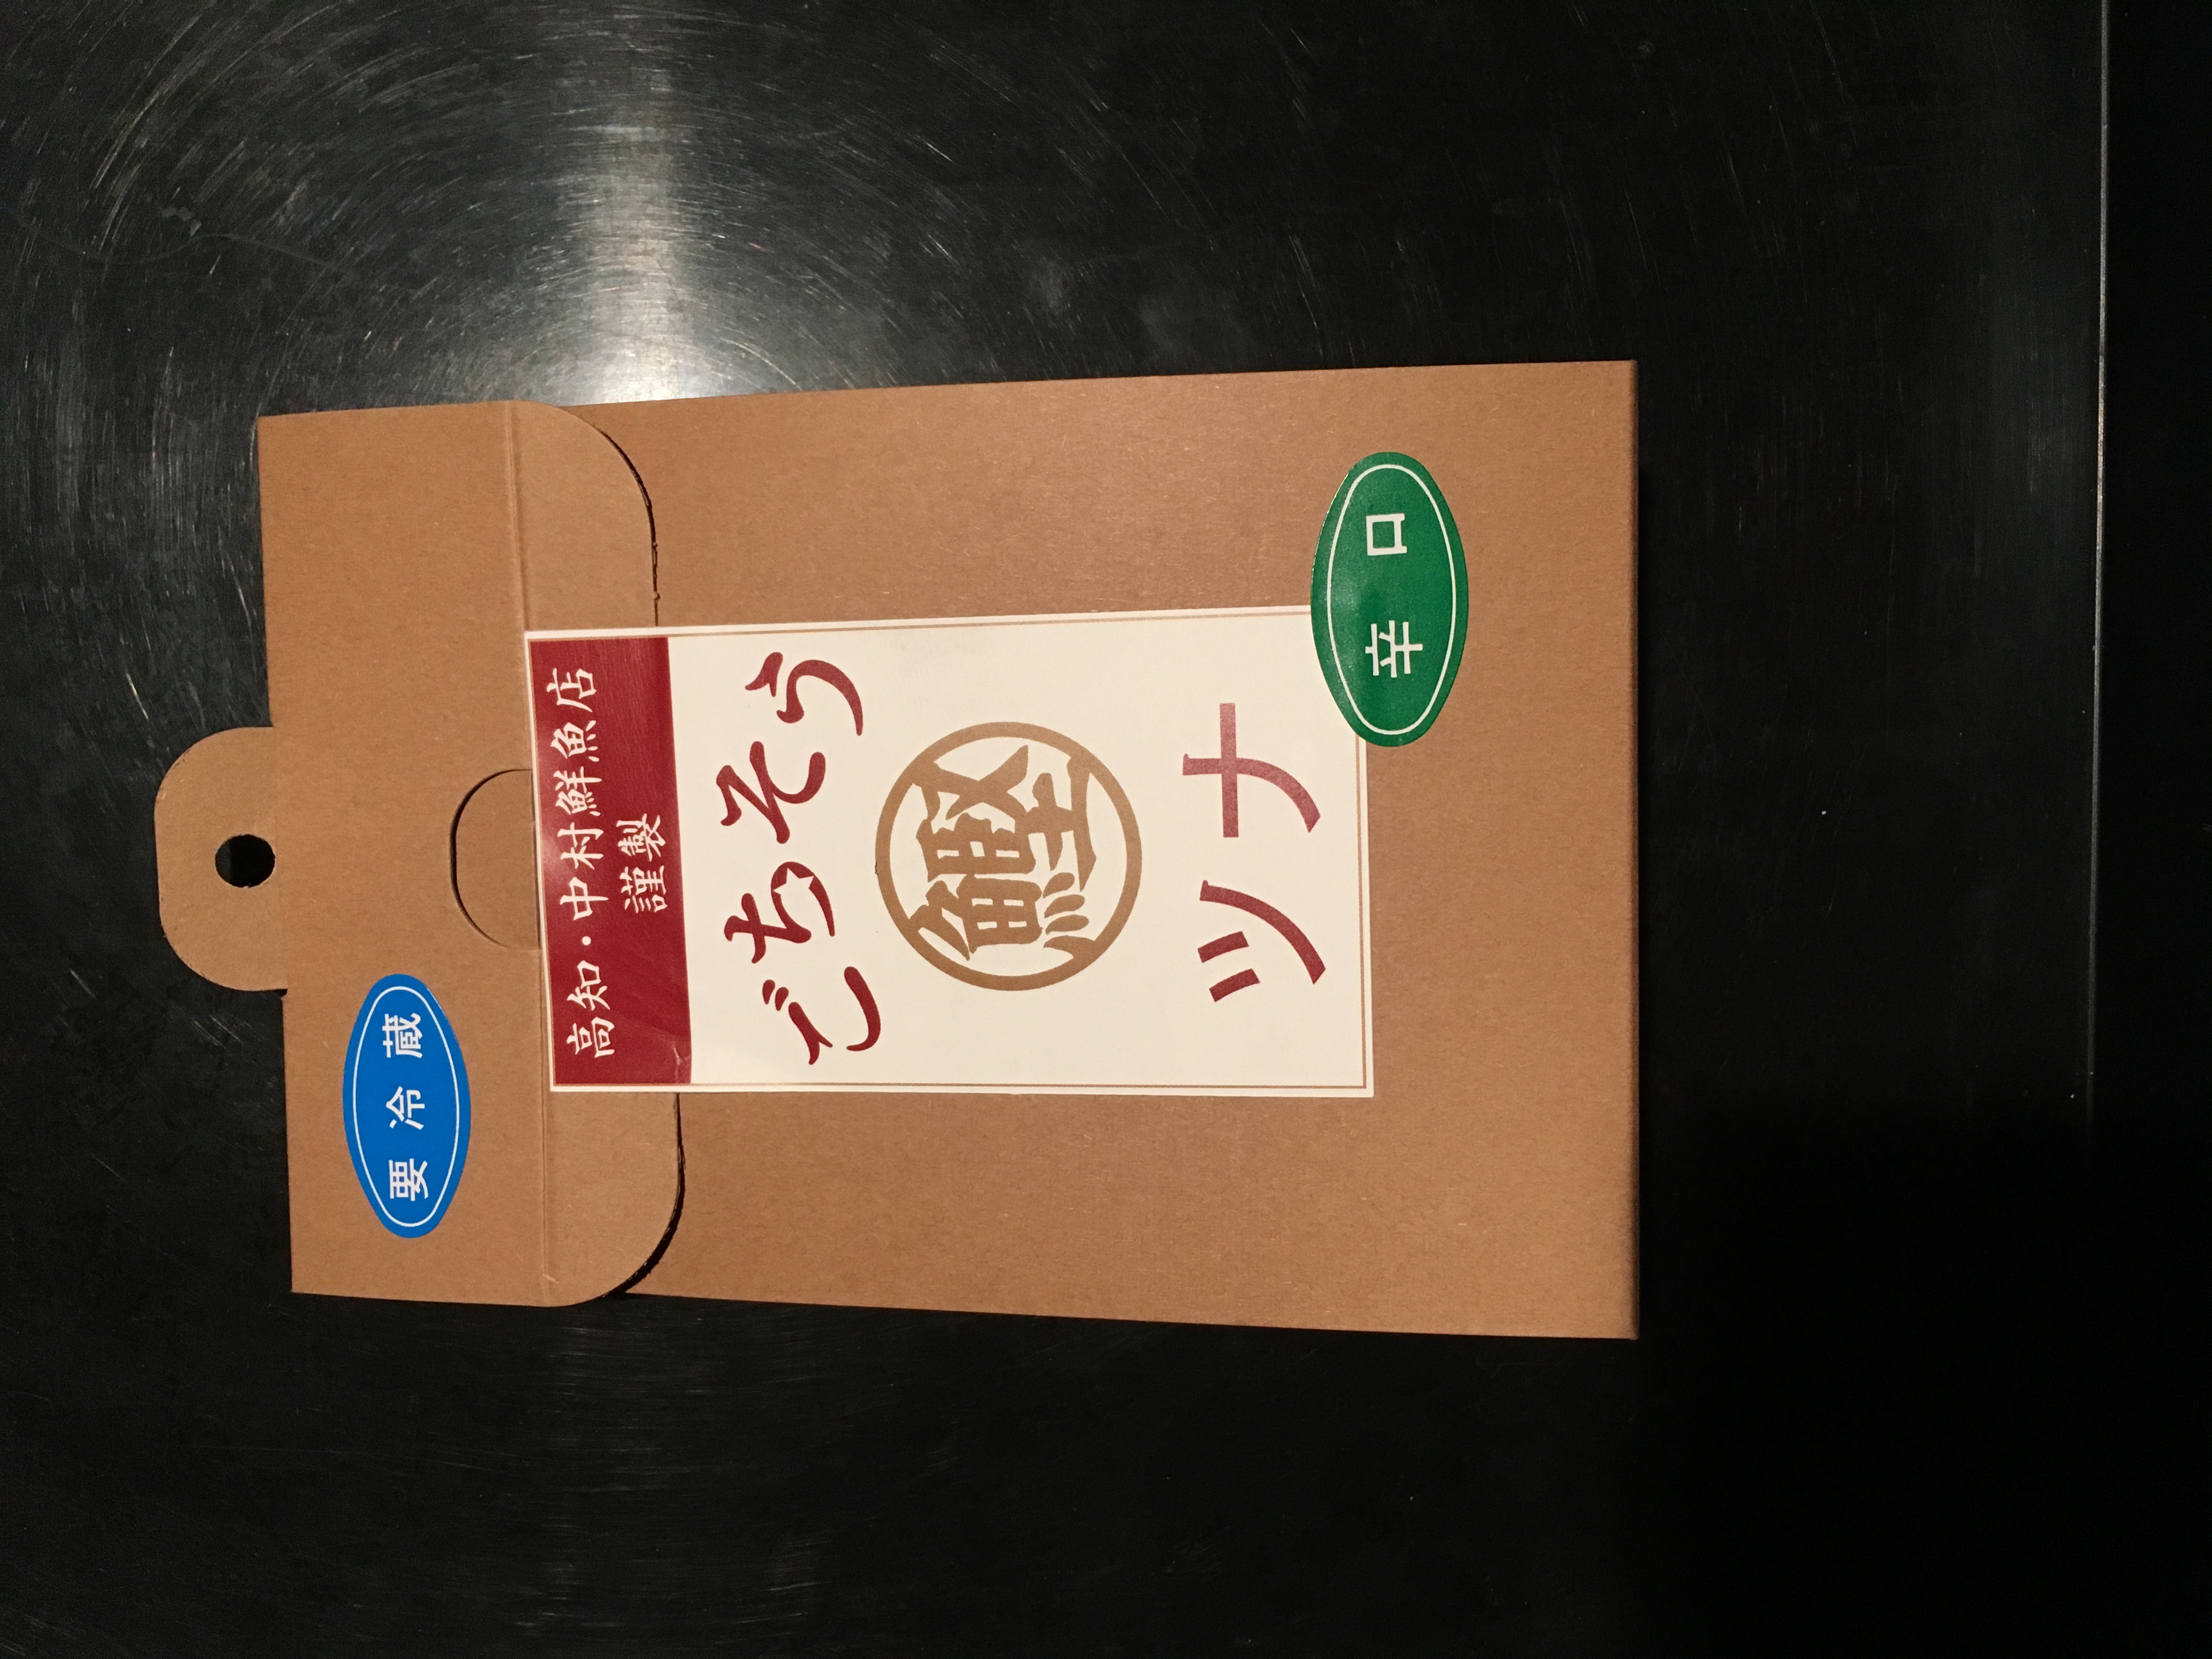 要冷蔵
高知・中村鮮魚店
謹製
ごちそう
鰹
ツナ
辛口